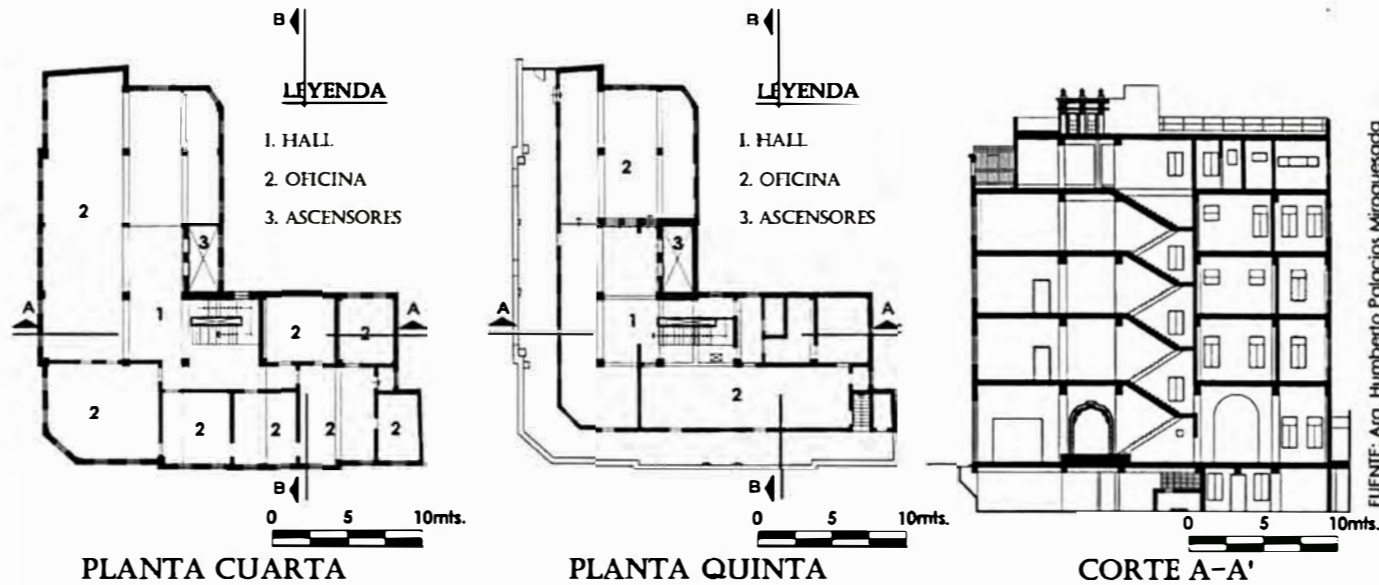 B
LEYENDA
1. HALL
2. OFICINA
3. ASCENSORES
2
3
A
1
2
2
A
2
2
2
2
2
B
0 5 10mts.
PLANTA CUARTA
B
LEYENDA
1. HALL
2. OFICINA
3. ASCENSORES
2
3
A
1
A
2
B
0 5 10mts.
PLANTA QUINTA
0 5 10mts.
CORTE A-A'
FUENTE: Arq. Humberto Palacios Miroquesada